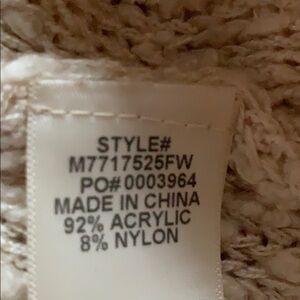 STYLE#
M7717525FW
PO# 0003964
MADE IN CHINA
92% ACRYLIC
8% NYLON